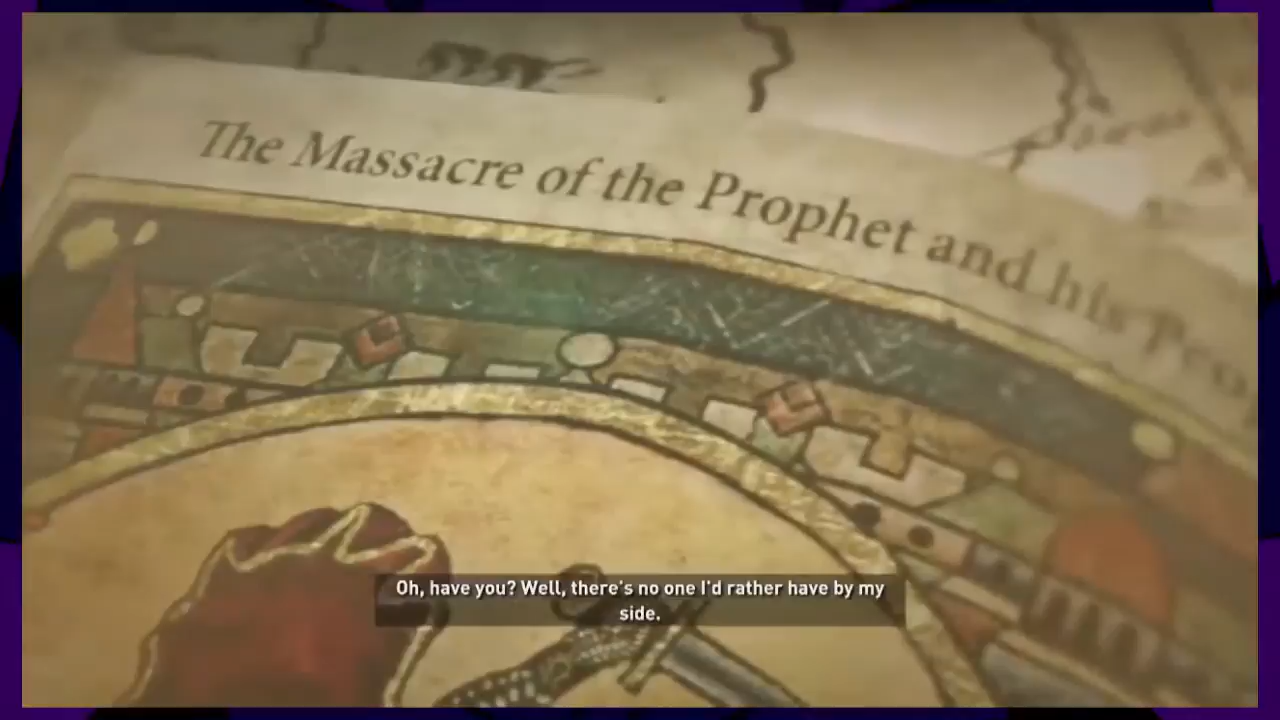 The Massacre of the Prophet and his
Oh, have you? Well, there's no one I'd rather have by my
side.